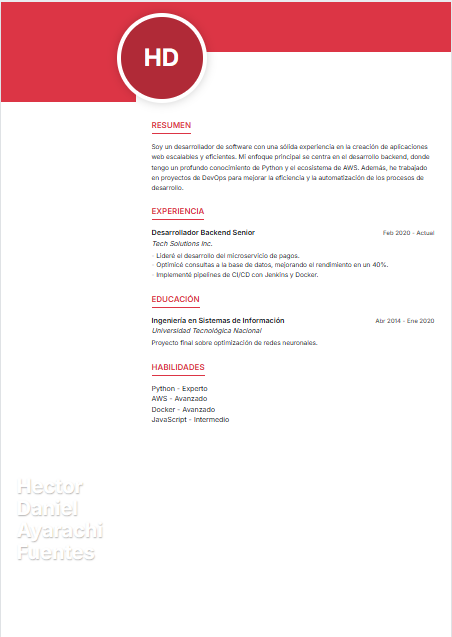 HD
RESUMEN
Soy un desarrollador de software con una sólida experiencia en la creación de aplicaciones
web escalables y eficientes. Mi enfoque principal se centra en el desarrollo backend, donde
tengo un profundo conocimiento de Python y el ecosistema de AWS. Además, he trabajado
en proyectos de DevOps para mejorar la eficiencia y la automatización de los procesos de
desarrollo.
EXPERIENCIA
Desarrollador Backend Senior Feb 2020 - Actual
Tech Solutions Inc.
· Lideré el desarrollo del microservicio de pagos.
· Optimicé consultas a la base de datos, mejorando el rendimiento en un 40%.
· Implementé pipelines de CI/CD con Jenkins y Docker.
EDUCACIÓN
Ingeniería en Sistemas de Información Abr 2014 - Ene 2020
Universidad Tecnológica Nacional
Proyecto final sobre optimización de redes neuronales.
HABILIDADES
Python - Experto
AWS - Avanzado
Docker - Avanzado
JavaScript - Intermedio
Hector
Daniel
Ayarachi
Fuentes